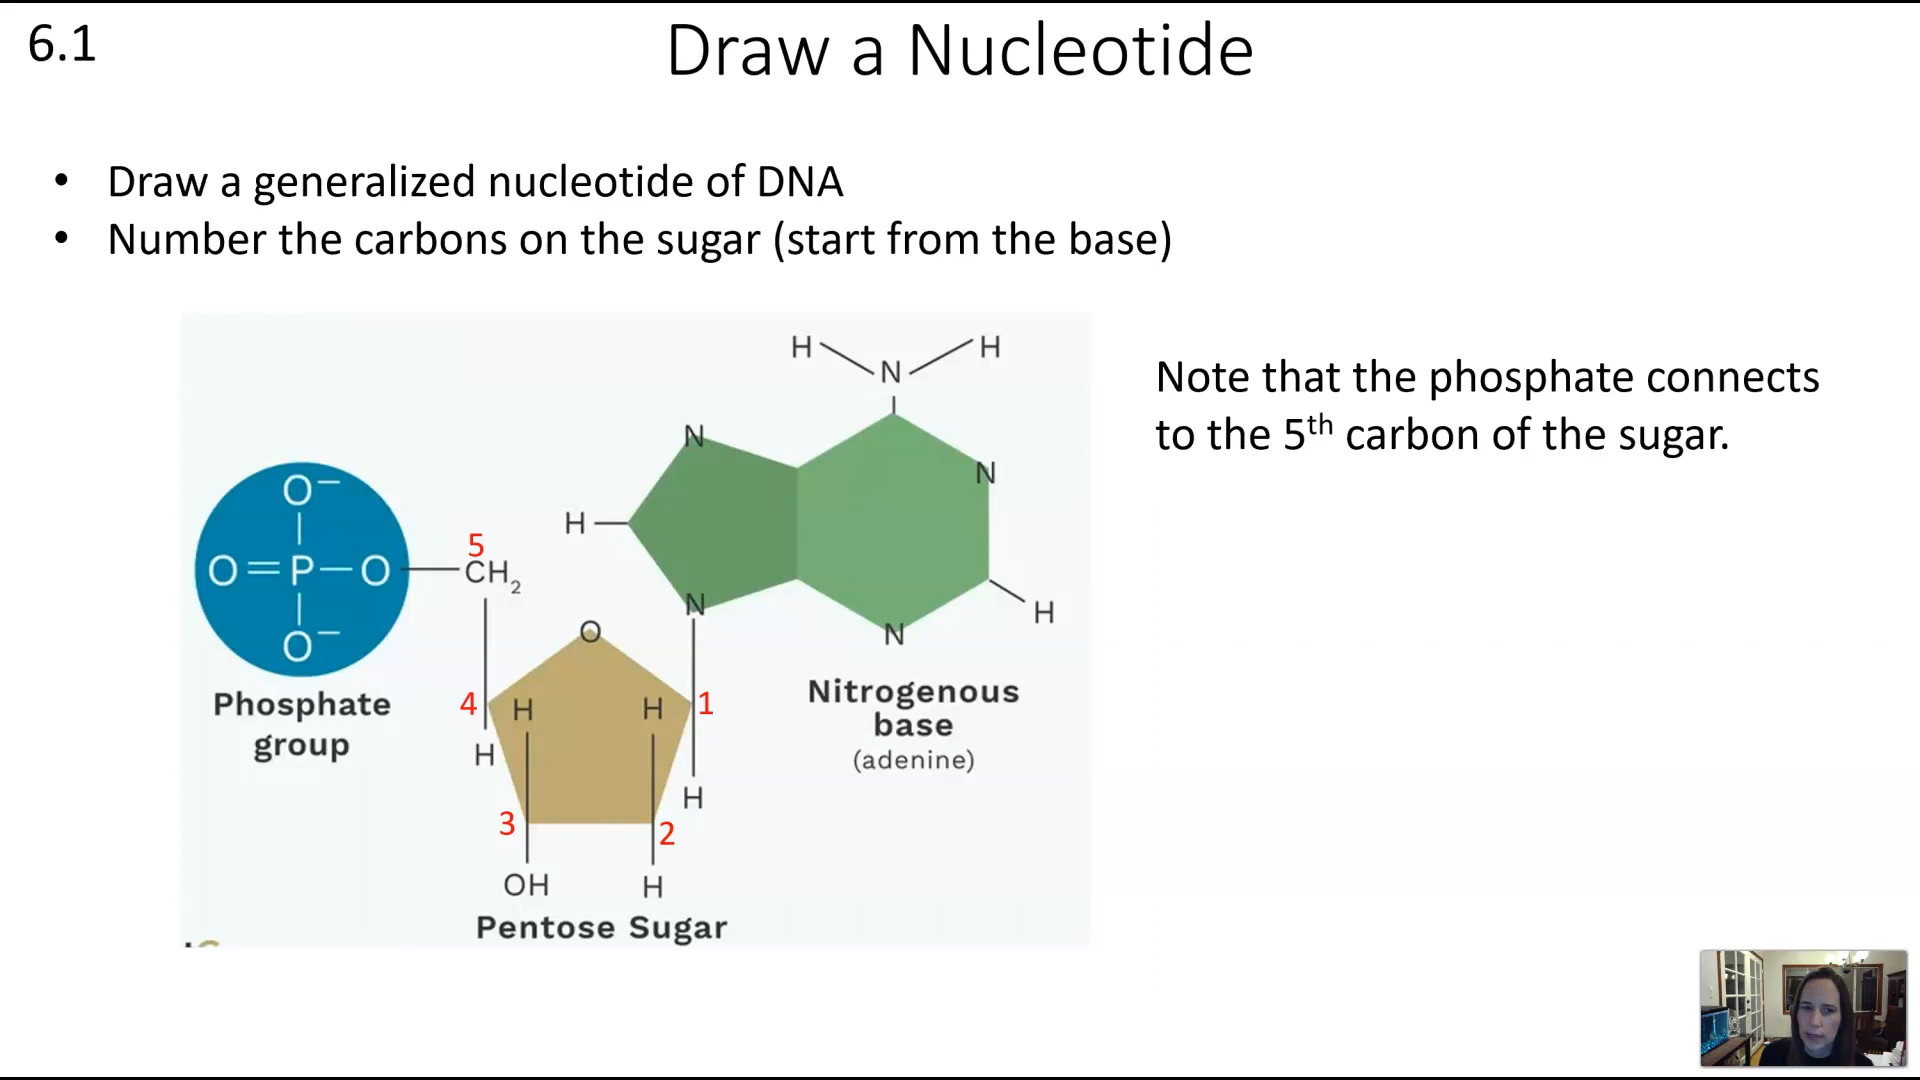 6.1
Draw a Nucleotide
• Draw a generalized nucleotide of DNA
• Number the carbons on the sugar (start from the base)
Note that the phosphate connects
to the 5th carbon of the sugar.
H
N
H
N
N
H
N
N
H
O−
O=P−O
O−
5
CH2
O
4
H
H
1
H
H
3
2
OH
H
Phosphate
group
Nitrogenous
base
(adenine)
Pentose Sugar